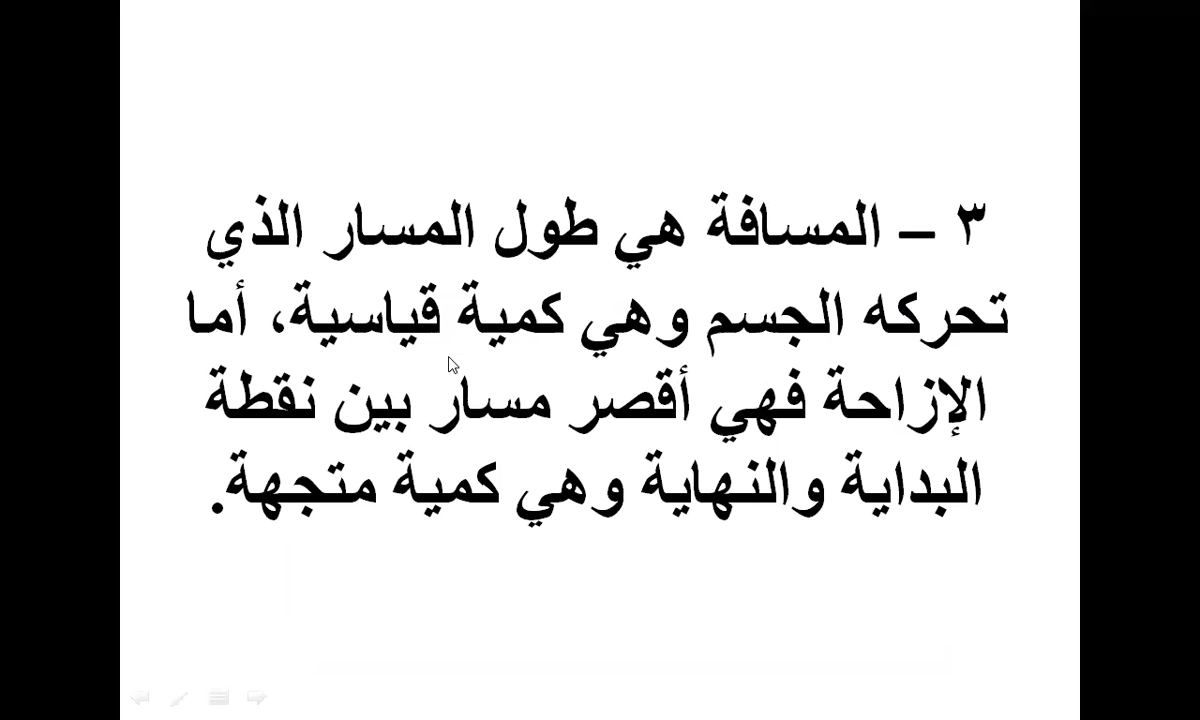 ٣ – المسافة هي طول المسار الذي
تحركه الجسم وهي كمية قياسية، أما
الإزاحة فهي أقصر مسار بين نقطة
البداية والنهاية وهي كمية متجهة.